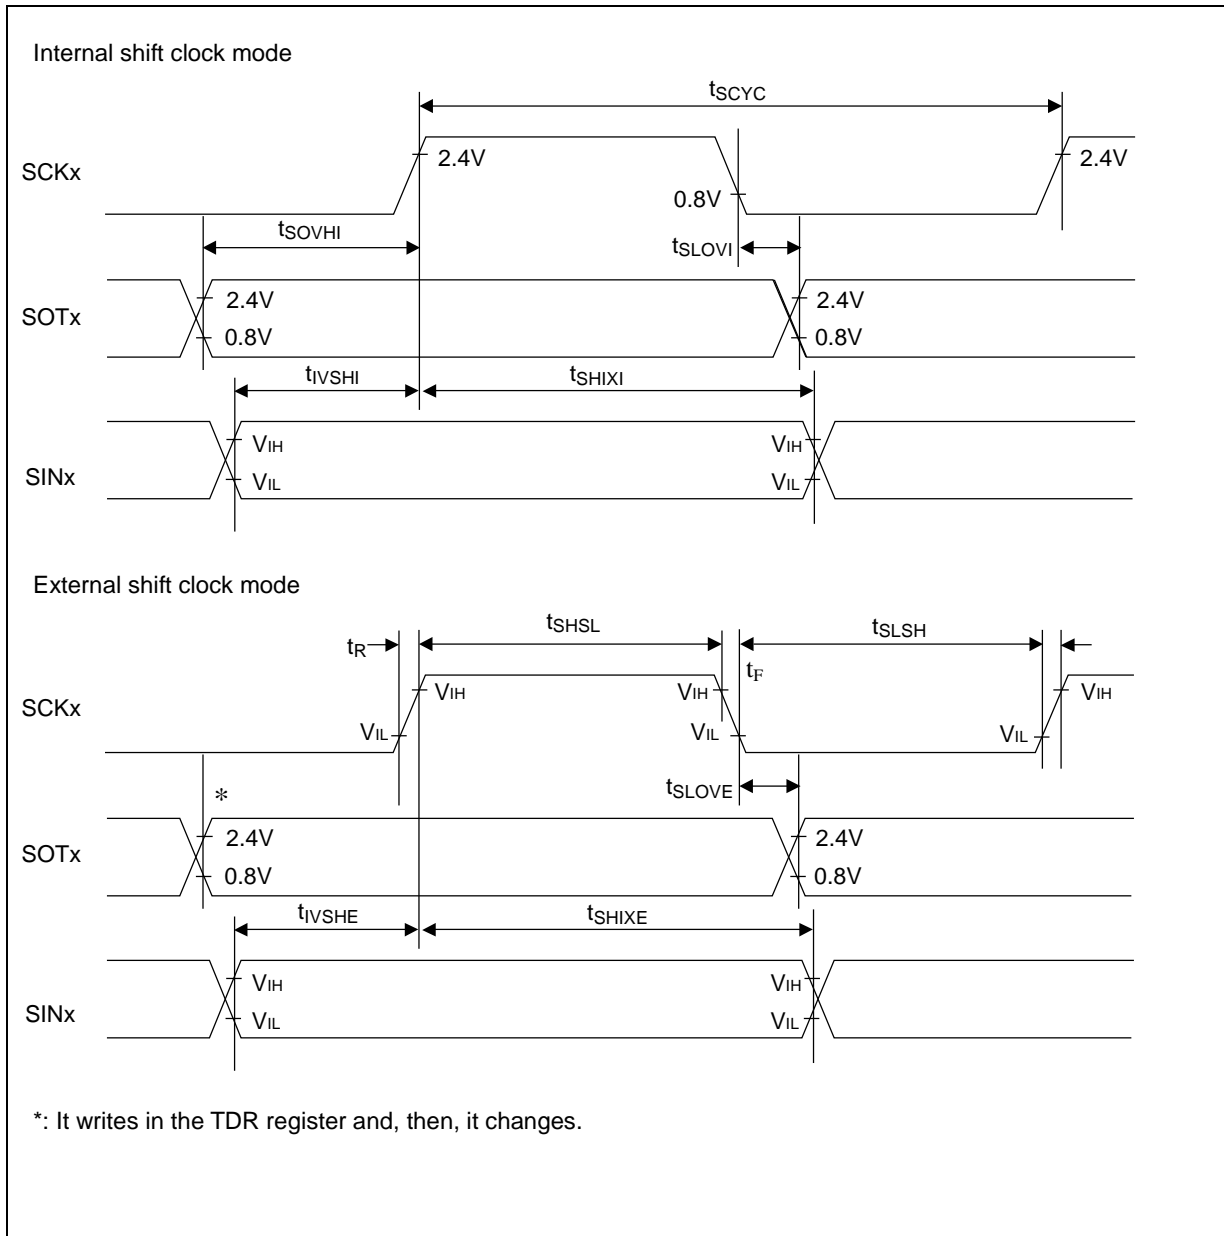 Internal shift clock mode
tSCYC
SCKx
2.4V
0.8V
2.4V
tSOVHI
tSLOVI
SOTx
2.4V
0.8V
2.4V
0.8V
tIVSHI
tSHIXI
SINx
VIH
VIL
VIH
VIL
External shift clock mode
tR
tSHSL
tF
tSLSH
SCKx
VIL
VIH
VIH
VIL
VIL
VIH
tSLOVE
*
SOTx
2.4V
0.8V
2.4V
0.8V
tIVSHE
tSHIXE
SINx
VIH
VIL
VIH
VIL
*: It writes in the TDR register and, then, it changes.